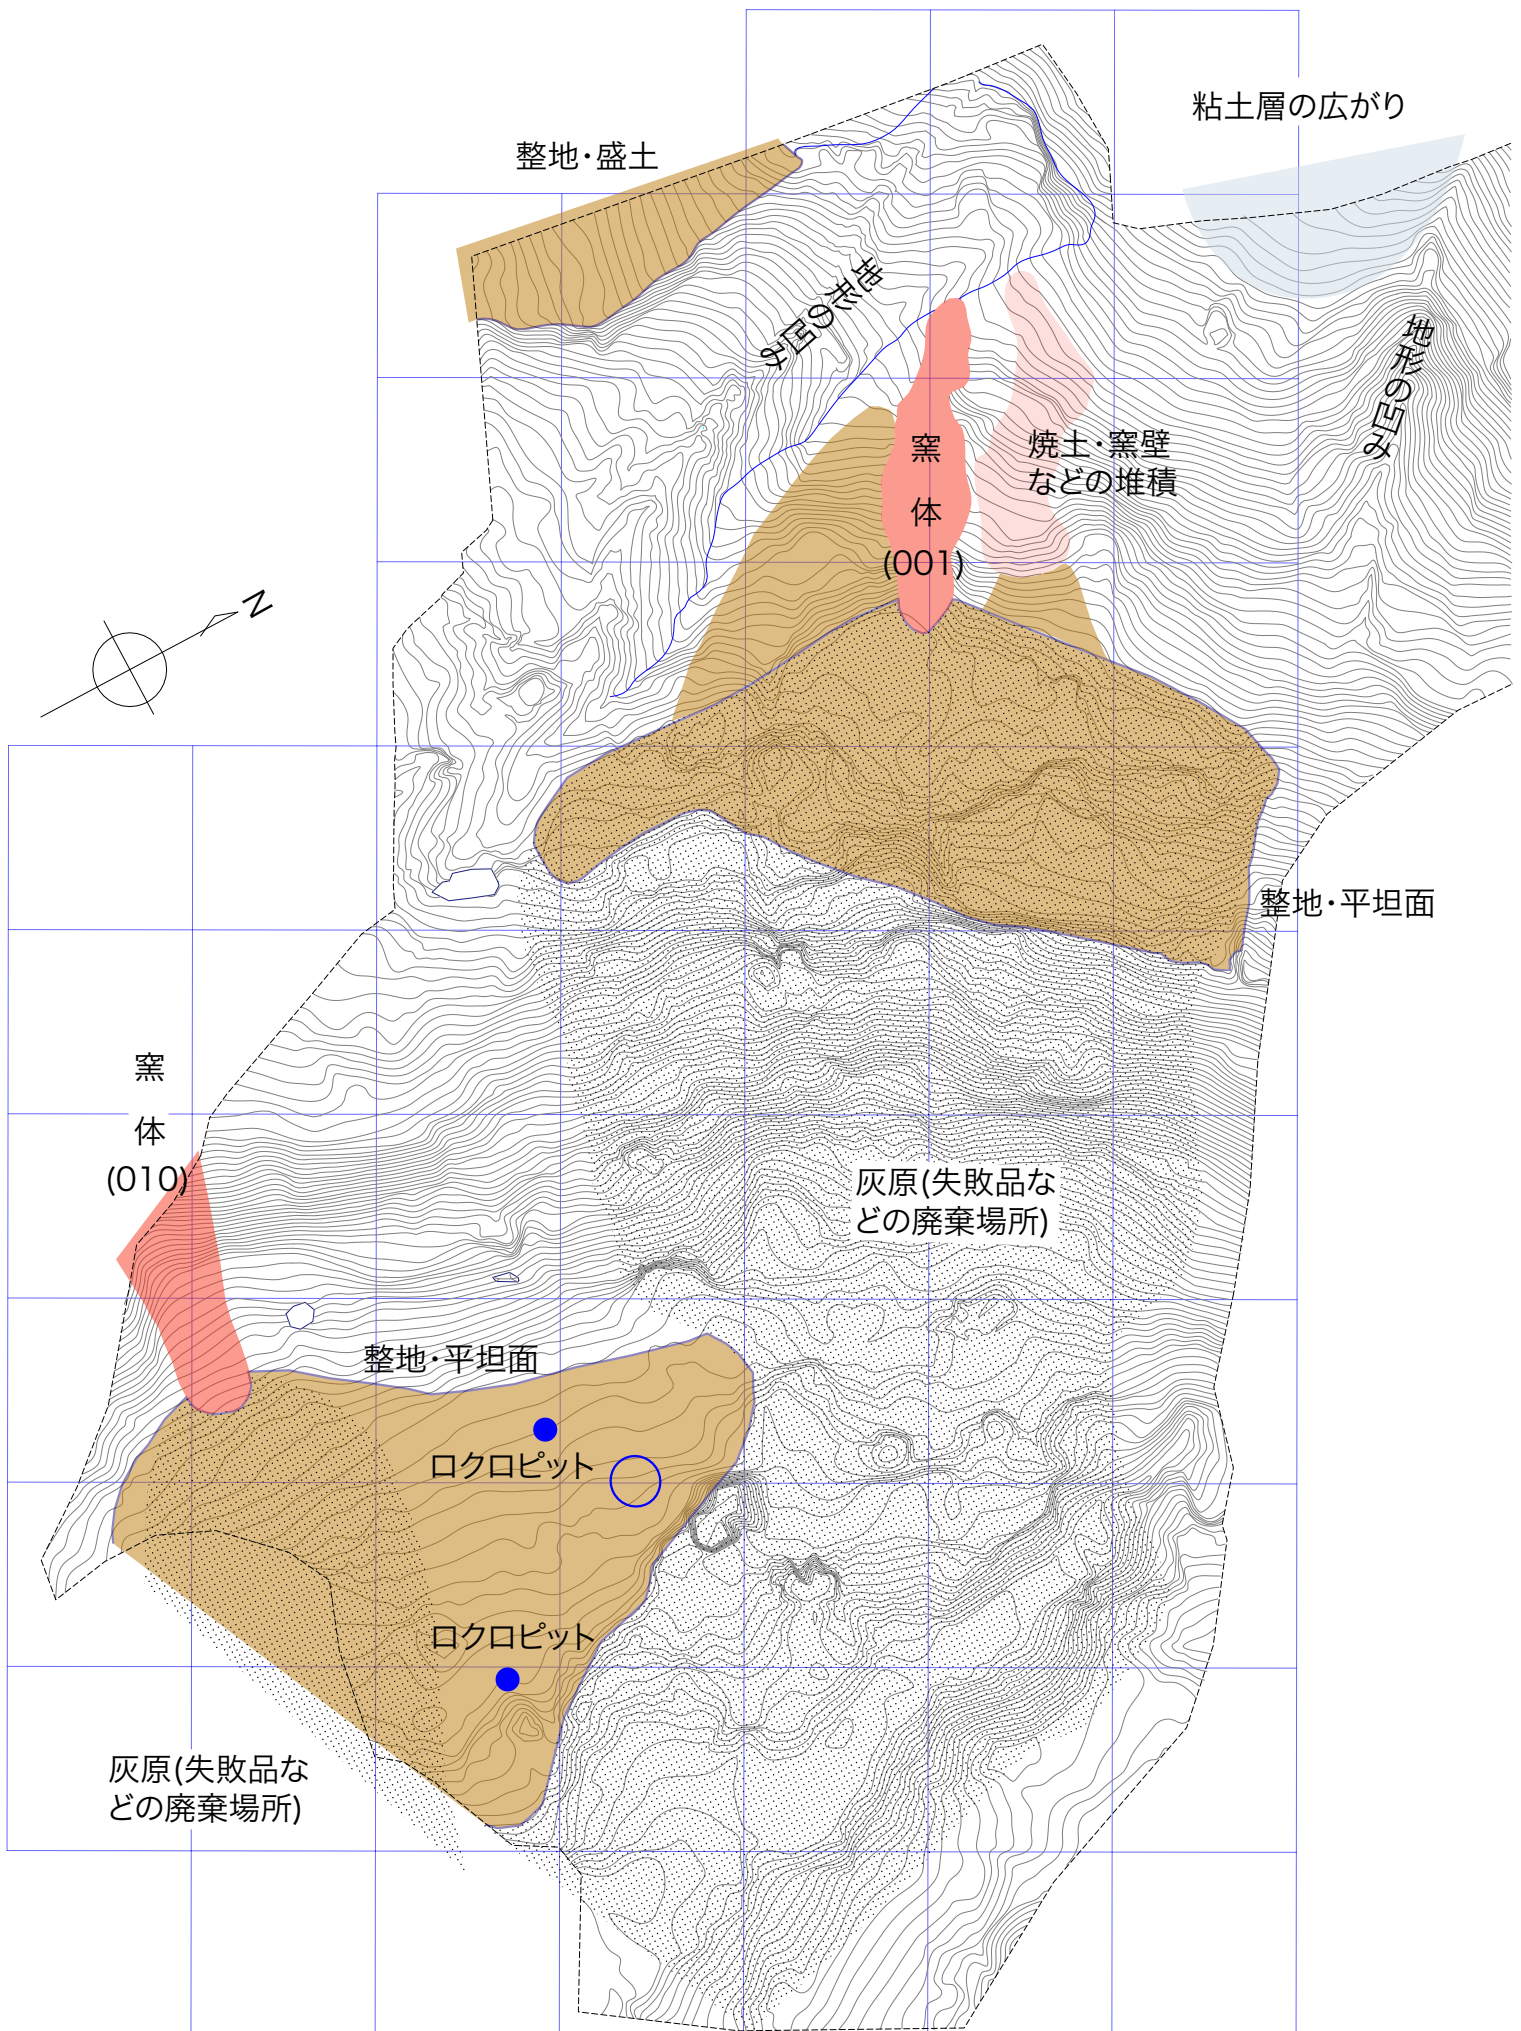 粘土層の広がり
整地・盛土
地形の凹み
地形の凹み
窯
体
(001)
焼土・窯壁
などの堆積
N
整地・平坦面
窯
体
(010)
灰原(失敗品な
どの廃棄場所)
整地・平坦面
ロクロピット
ロクロピット
灰原(失敗品な
どの廃棄場所)